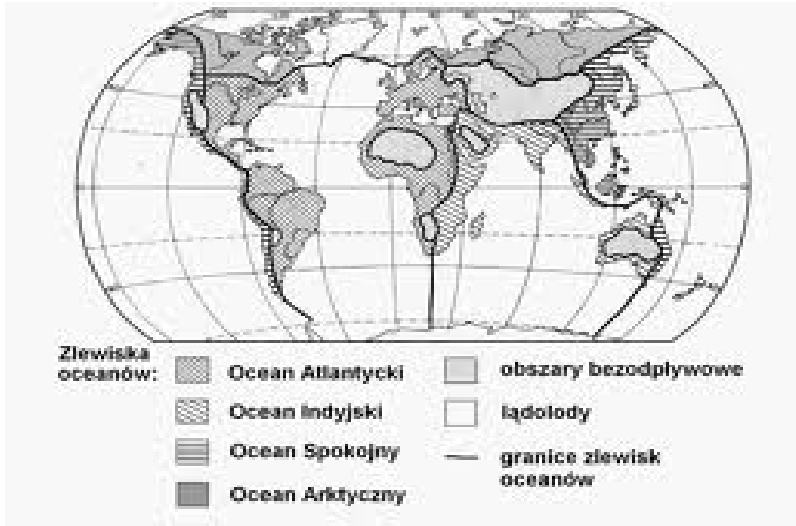 Zlewiska
oceanów:
Ocean Atlantycki
Ocean Indyjski
Ocean Spokojny
Ocean Arktyczny
obszary bezodpływowe
lądolody
granice zlewisk
oceanów